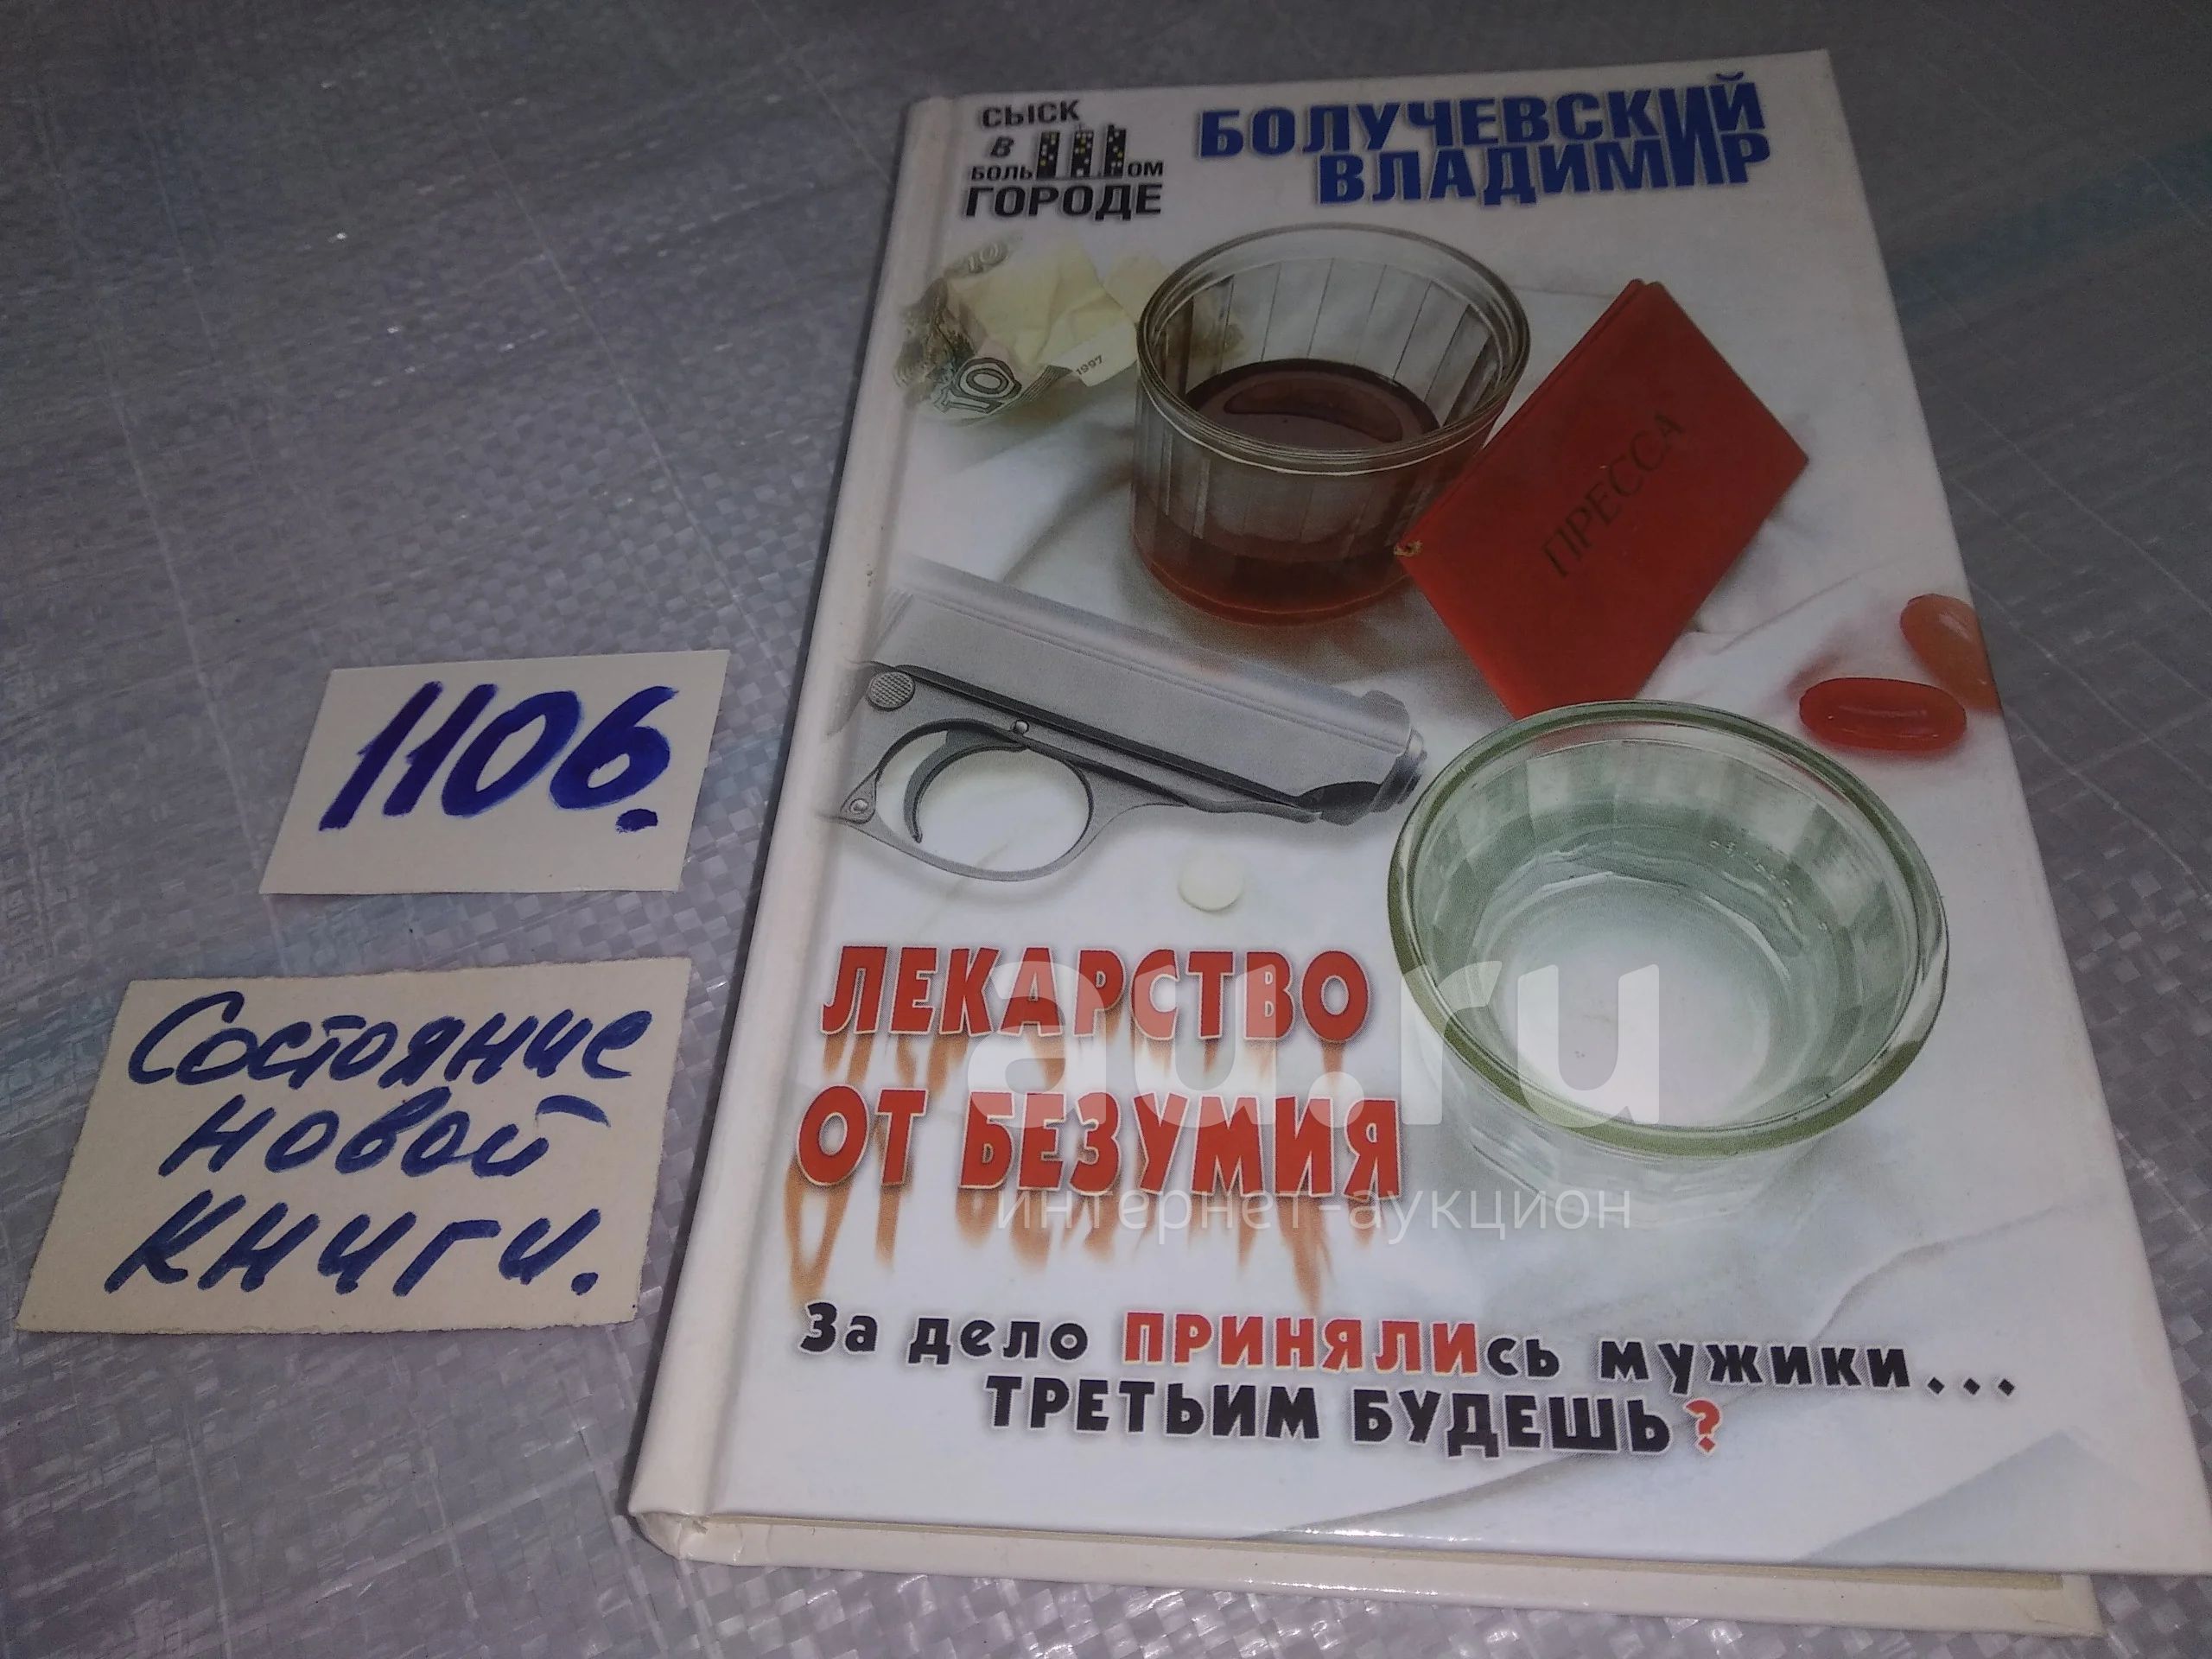 СЫСК
В
БОЛЬШОМ
ГОРОДЕ
БОЛУЧЕВСКИЙ
ВЛАДИМИР
10
10
1997
ПРЕССА
1106.
Состояние
новой
книги.
ЛЕКАРСТВО
ОТ БЕЗУМИЯ
au.ru
интернет-аукцион
За дело ПРИНЯЛИсь мужики...
ТРЕТЬИМ БУДЕШЬ?